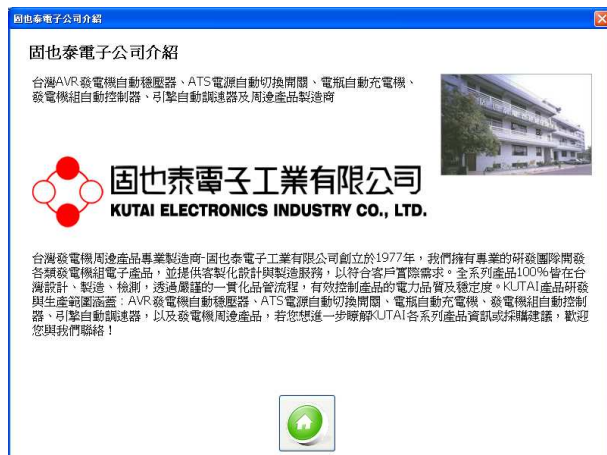 固也泰電子公司介紹
固也泰電子公司介紹
台灣AVR發電機自動穩壓器、ATS電源自動切換開關、電瓶自動充電機、
發電機組自動控制器、引擎自動調速器及周邊產品製造商
固也泰電子工業有限公司
KUTAI ELECTRONICS INDUSTRY CO., LTD.
台灣發電機周邊產品專業製造商-固也泰電子工業有限公司創立於1977年，我們擁有專業的研發團隊開發
各類發電機組電子產品，並提供客製化設計與製造服務，以符合客戶實際需求。全系列產品100%皆在台
灣設計、製造、檢測，透過嚴謹的一貫化品管流程，有效控制產品的電力品質及穩定度。KUTAI產品研發
與生產範圍涵蓋：AVR發電機自動穩壓器、ATS電源自動切換開關、電瓶自動充電機、發電機組自動控制
器、引擎自動調速器，以及發電機周邊產品，若您想進一步瞭解KUTAI各系列產品資訊或採購建議，歡迎
您與我們聯絡！